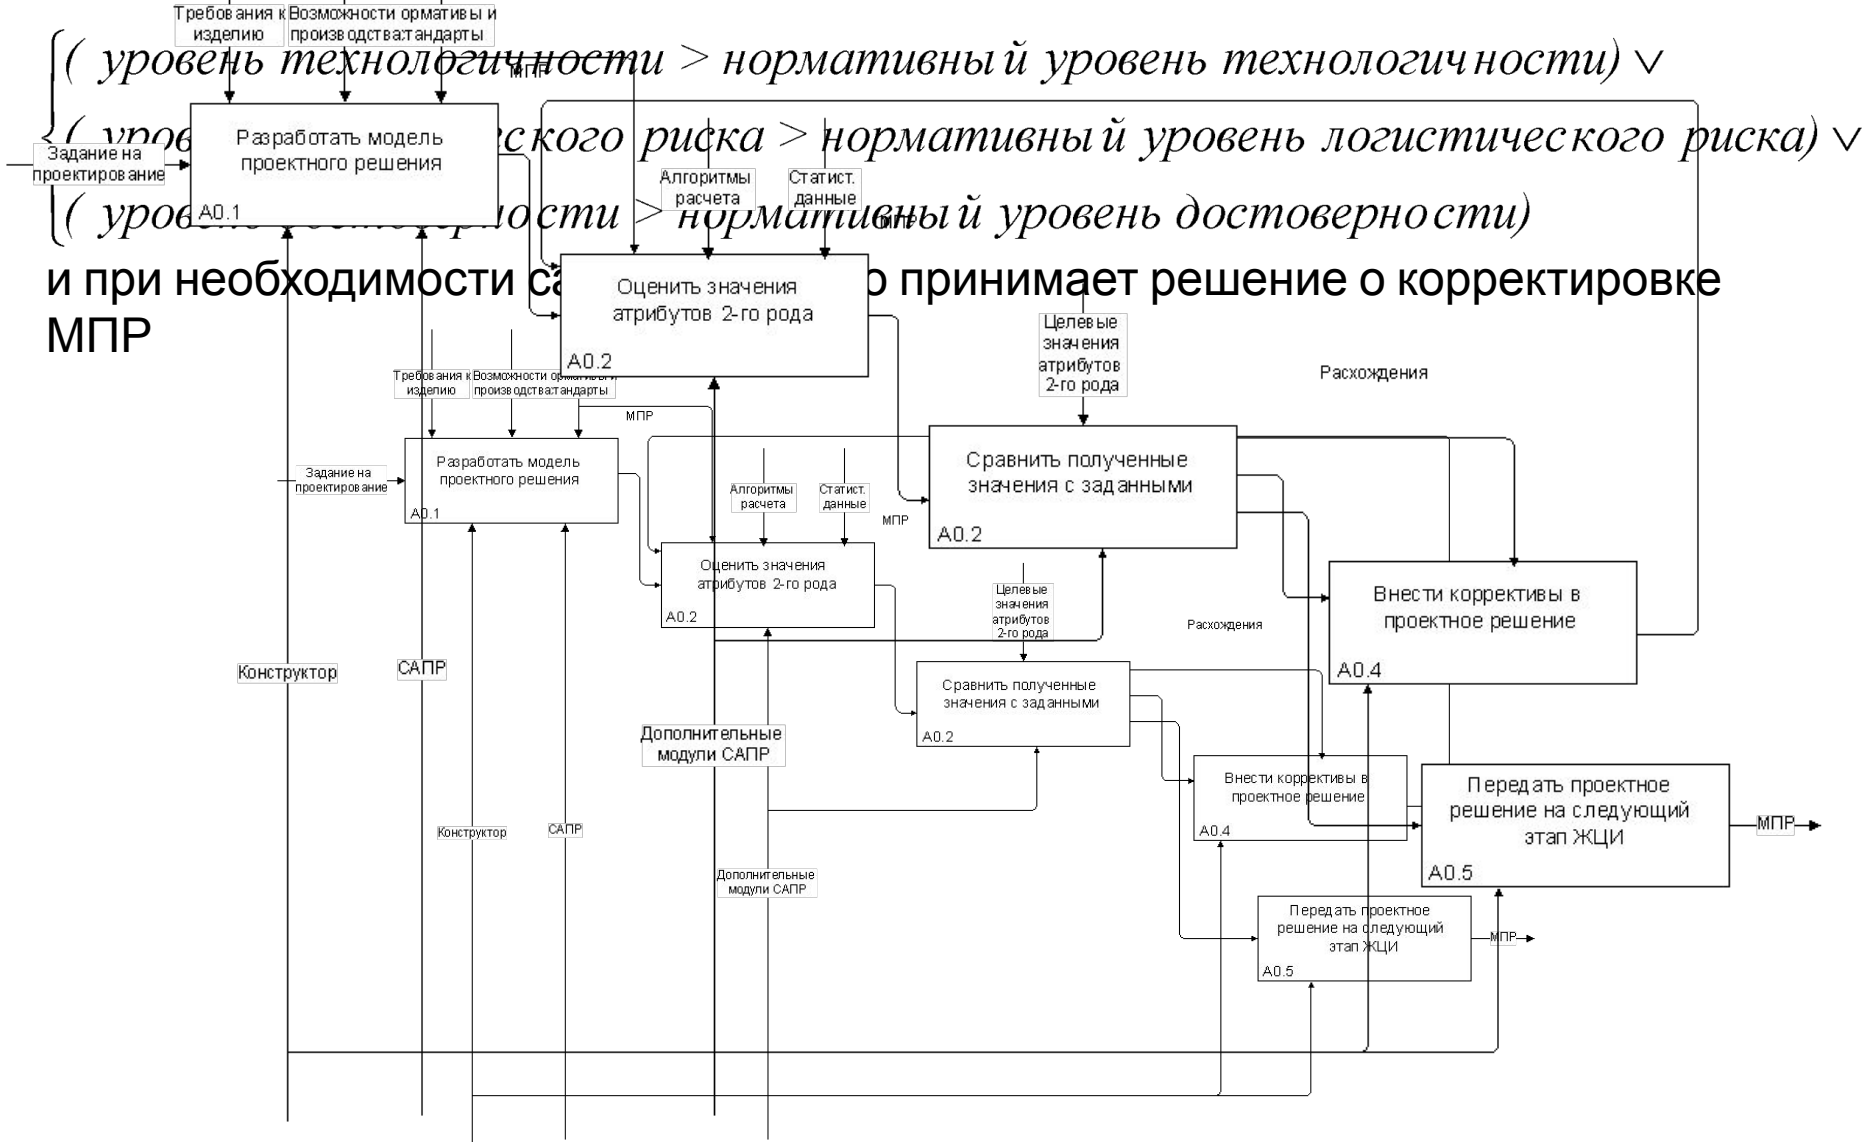 Требования к
изделию
Возможности ормативы и
производства:тандарты
( уровень технологичности > нормативный уровень технологичности) ∨
МПР
( уров ского риска > нормативный уровень логистического риска) ∨
Разработать модель
проектного решения
A0.1
Задание на
проектирование
Алгоритмы
расчета
Статист.
данные
( уров сти > нормативный уровень достоверности)
МПР
и при необходимости са о принимает решение о корректировке
МПР
Оценить значения
атрибутов 2-го рода
A0.2
Целевые
значения
атрибутов
2-го рода
Расхождения
Требования к
изделию
Возможности
производства:тандарты
МПР
Разработать модель
проектного решения
A0.1
Задание на
проектирование
Алгоритмы
расчета
Статист.
данные
МПР
Сравнить полученные
значения с заданными
A0.2
Оценить значения
атрибутов 2-го рода
A0.2
Целевые
значения
атрибутов
2-го рода
Расхождения
Внести коррективы в
проектное решение
A0.4
Конструктор
САПР
Сравнить полученные
значения с заданными
A0.2
Дополнительные
модули САПР
Внести коррективы в
проектное решение
A0.4
Передать проектное
решение на следующий
этап ЖЦИ
A0.5
МПР
Конструктор
САПР
Дополнительные
модули САПР
Передать проектное
решение на следующий
этап ЖЦИ
A0.5
МПР